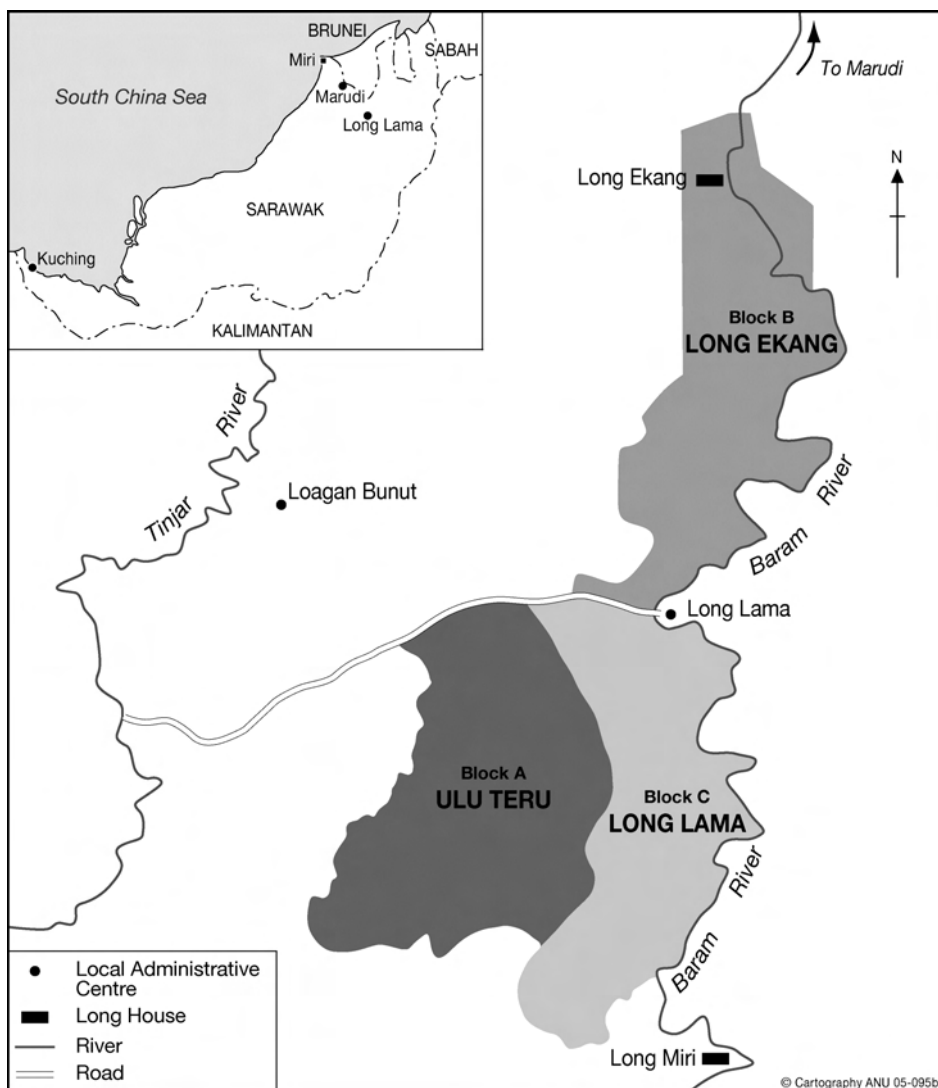 BRUNEI
SABAH
Miri
Marudi
South China Sea
Long Lama
SARAWAK
Kuching
KALIMANTAN
To Marudi
Long Ekang
N
Block B
LONG EKANG
River
Tinjar
Loagan Bunut
River
Baram
Long Lama
Block A
ULU TERU
Block C
LONG LAMA
River
Baram
Local Administrative
Centre
Long House
River
Road
Long Miri
© Cartography ANU 05-095b